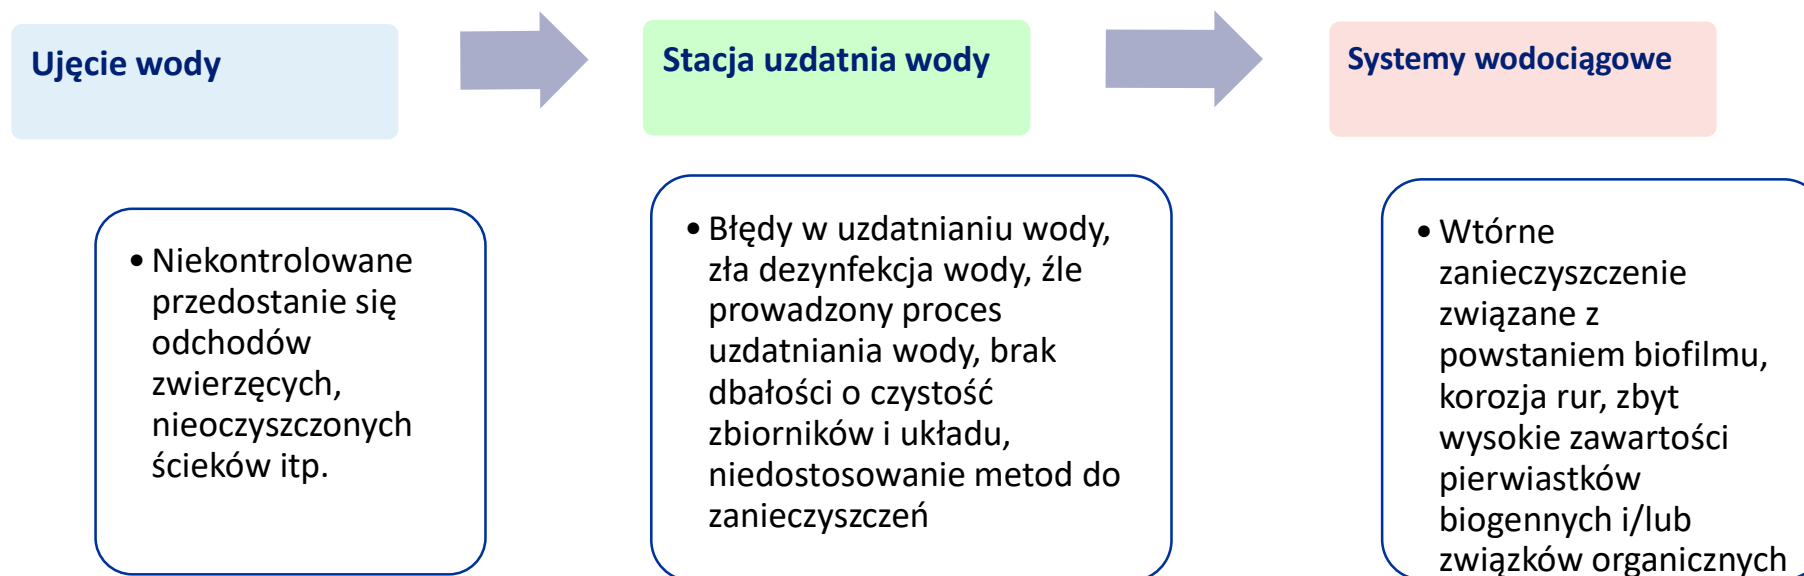 Ujęcie wody
Stacja uzdatnia wody
Systemy wodociągowe
• Niekontrolowane
przedostanie się
odchodów
zwierzęcych,
nieoczyszczonych
ścieków itp.
• Błędy w uzdatnianiu wody,
zła dezynfekcja wody, źle
prowadzony proces
uzdatniania wody, brak
dbałości o czystość
zbiorników i układu,
niedostosowanie metod do
zanieczyszczeń
• Wtórne
zanieczyszczenie
związane z
powstaniem biofilmu,
korozja rur, zbyt
wysokie zawartości
pierwiastków
biogennych i/lub
związków organicznych